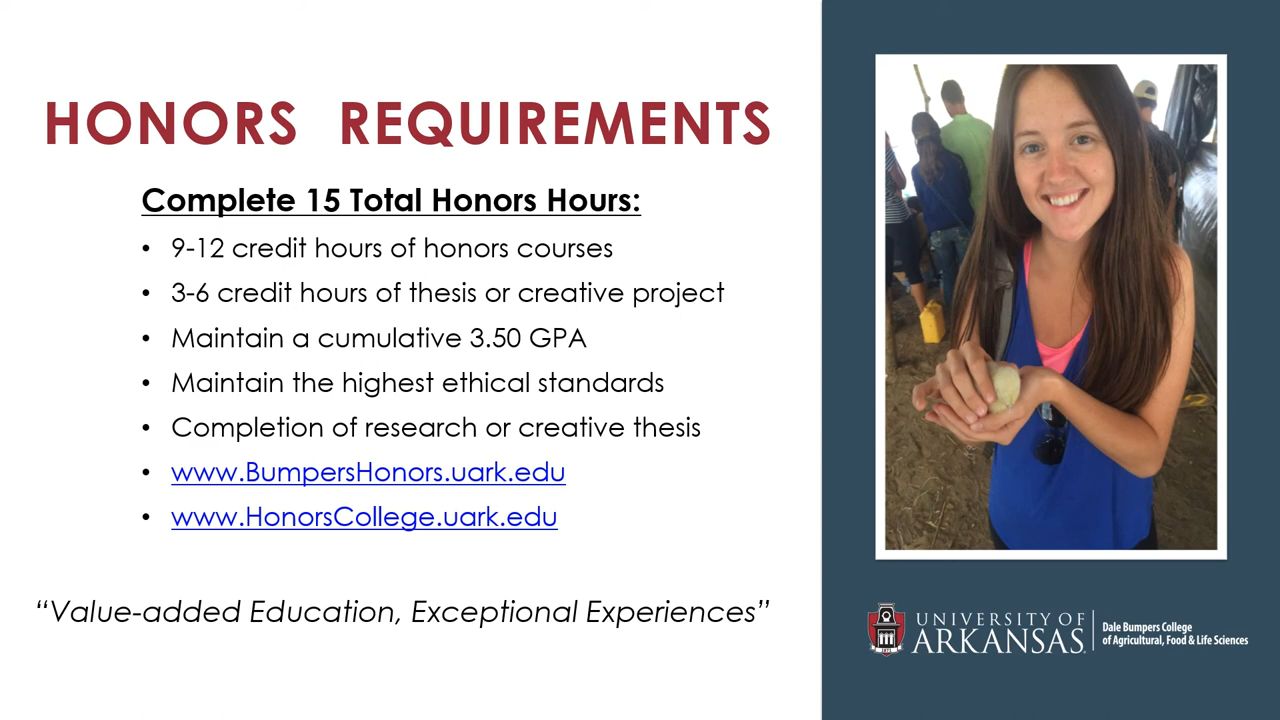 HONORS REQUIREMENTS
Complete 15 Total Honors Hours:
• 9-12 credit hours of honors courses
• 3-6 credit hours of thesis or creative project
• Maintain a cumulative 3.50 GPA
• Maintain the highest ethical standards
• Completion of research or creative thesis
• www.BumpersHonors.uark.edu
• www.HonorsCollege.uark.edu
“Value-added Education, Exceptional Experiences”
UNIVERSITY OF
ARKANSAS
Dale Bumpers College
of Agricultural, Food & Life Sciences
1871